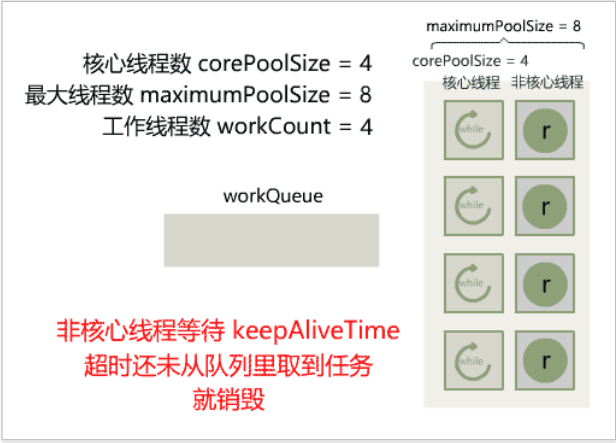 maximumPoolSize = 8
核心线程数 corePoolSize = 4
corePoolSize = 4
最大线程数 maximumPoolSize = 8
核心线程 非核心线程
工作线程数 workCount = 4
while r
workQueue
while r
while r
非核心线程等待 keepAliveTime
超时还未从队列里取到任务
while r
就销毁